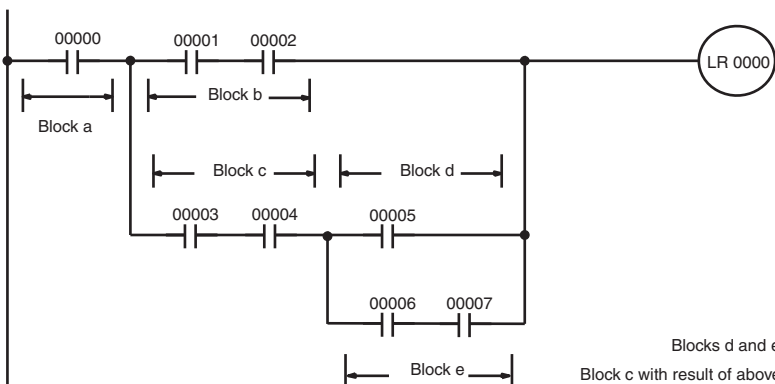 00000
00001
00002
LR 0000
Block a
Block b
Block c
Block d
00003
00004
00005
00006
00007
Block e
Blocks d and e
Block c with result of above